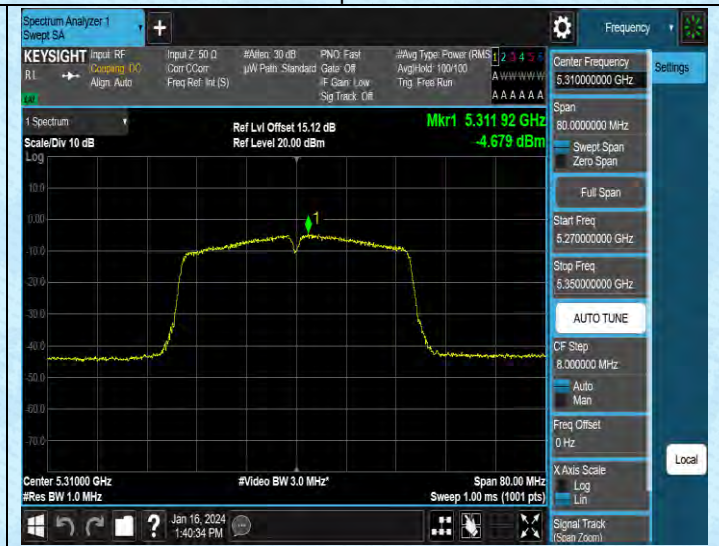 Spectrum Analyzer 1
Swept SA
+
Frequency
KEYSIGHT
RL
Input: RF
Coupling: DC
Align: Auto
Input Z: 50 Ω
Corr CCorr
Freq Ref: Int (S)
#Atten: 30 dB
µW Path: Standard
PNO: Fast
Gate: Off
IF Gain: Low
Sig Track: Off
#Avg Type: Power (RMS)
Avg|Hold: 100/100
Trig: Free Run
1 2 3 4 5 6
A W W W W W
A A A A A A
Settings
1 Spectrum
Scale/Div 10 dB
Ref Lvl Offset 15.12 dB
Ref Level 20.00 dBm
Mkr1 5.311 92 GHz
-4.679 dBm
Log
10.0
0.00
-10.0
-20.0
-30.0
-40.0
-50.0
-60.0
-70.0
1
Center 5.31000 GHz
#Res BW 1.0 MHz
#Video BW 3.0 MHz*
Span 80.00 MHz
Sweep 1.00 ms (1001 pts)
Center Frequency
5.310000000 GHz
Span
80.0000000 MHz
Swept Span
Zero Span
Full Span
Start Freq
5.270000000 GHz
Stop Freq
5.350000000 GHz
AUTO TUNE
CF Step
8.000000 MHz
Auto
Man
Freq Offset
0 Hz
X Axis Scale
Log
Lin
Signal Track
(Span Zoom)
Local
?
Jan 16, 2024
1:40:34 PM